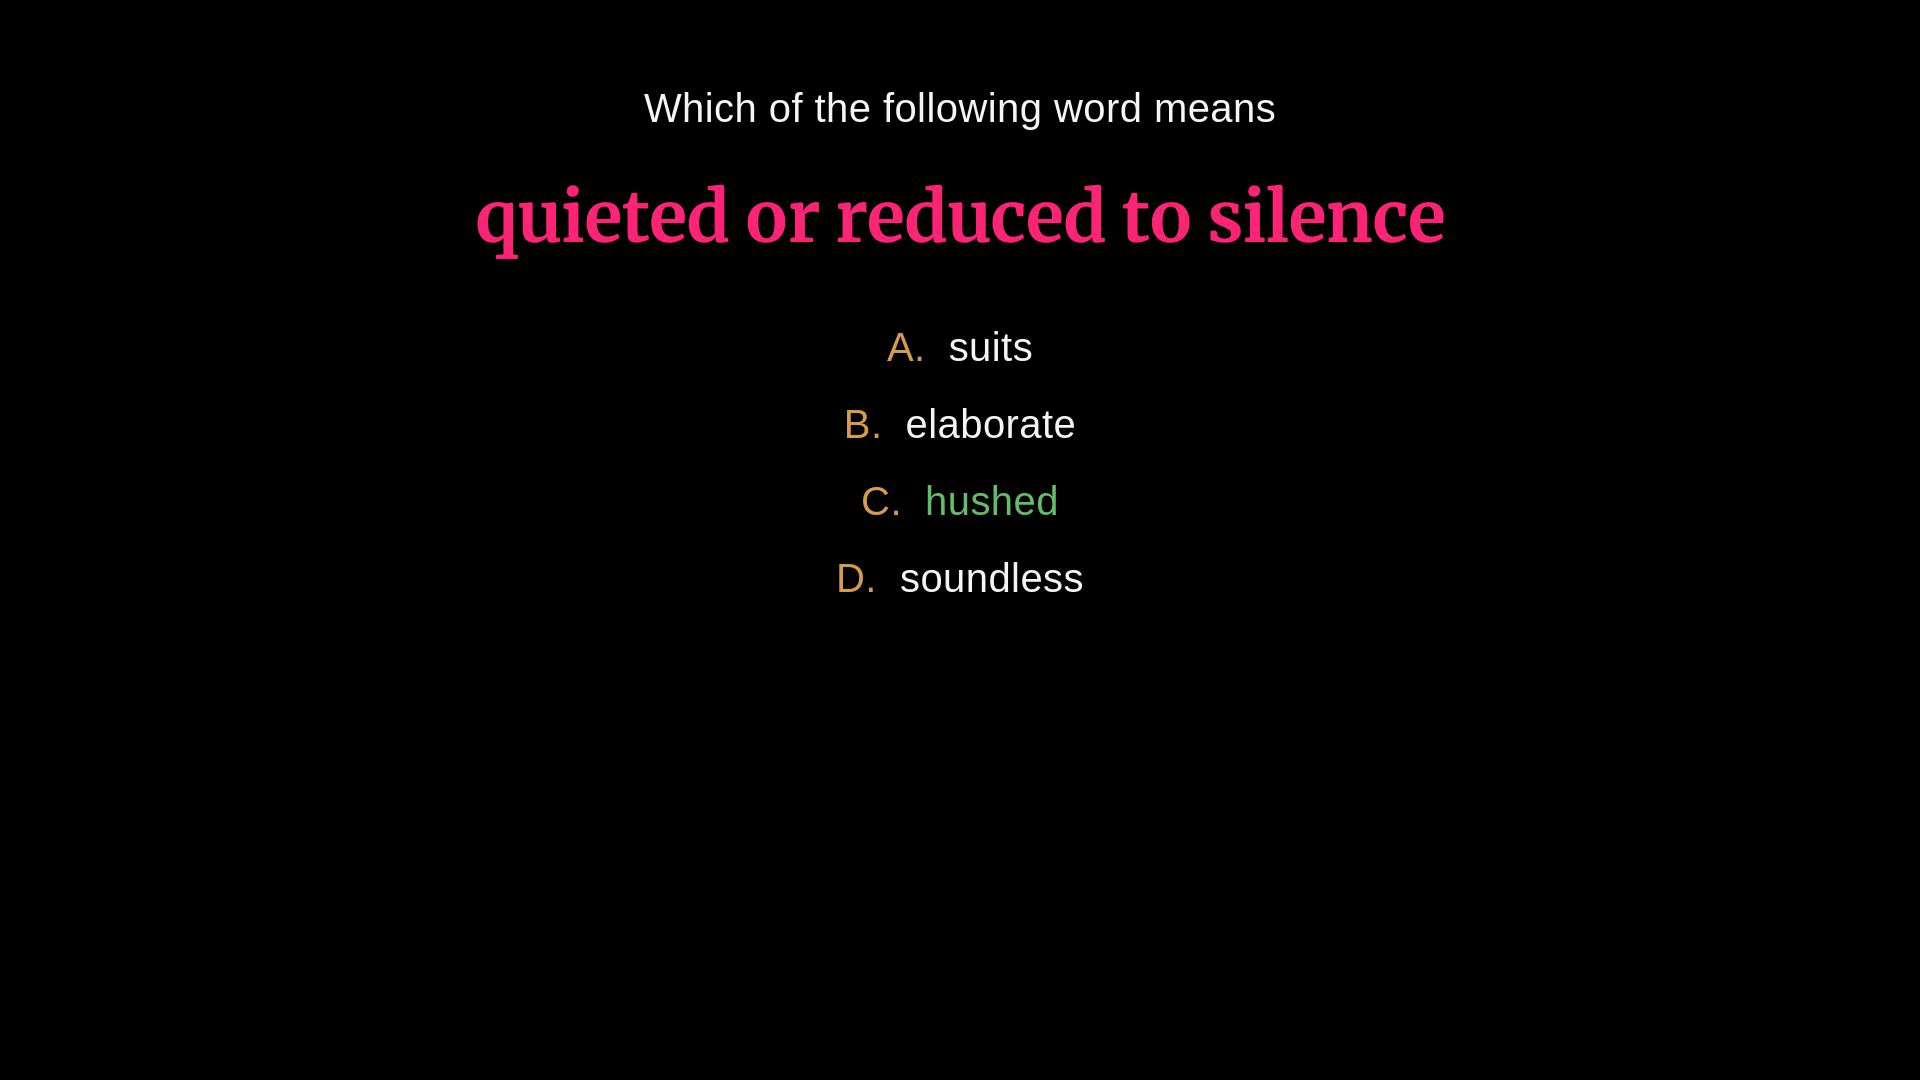 Which of the following word means
quieted or reduced to silence
A. suits
B. elaborate
C. hushed
D. soundless